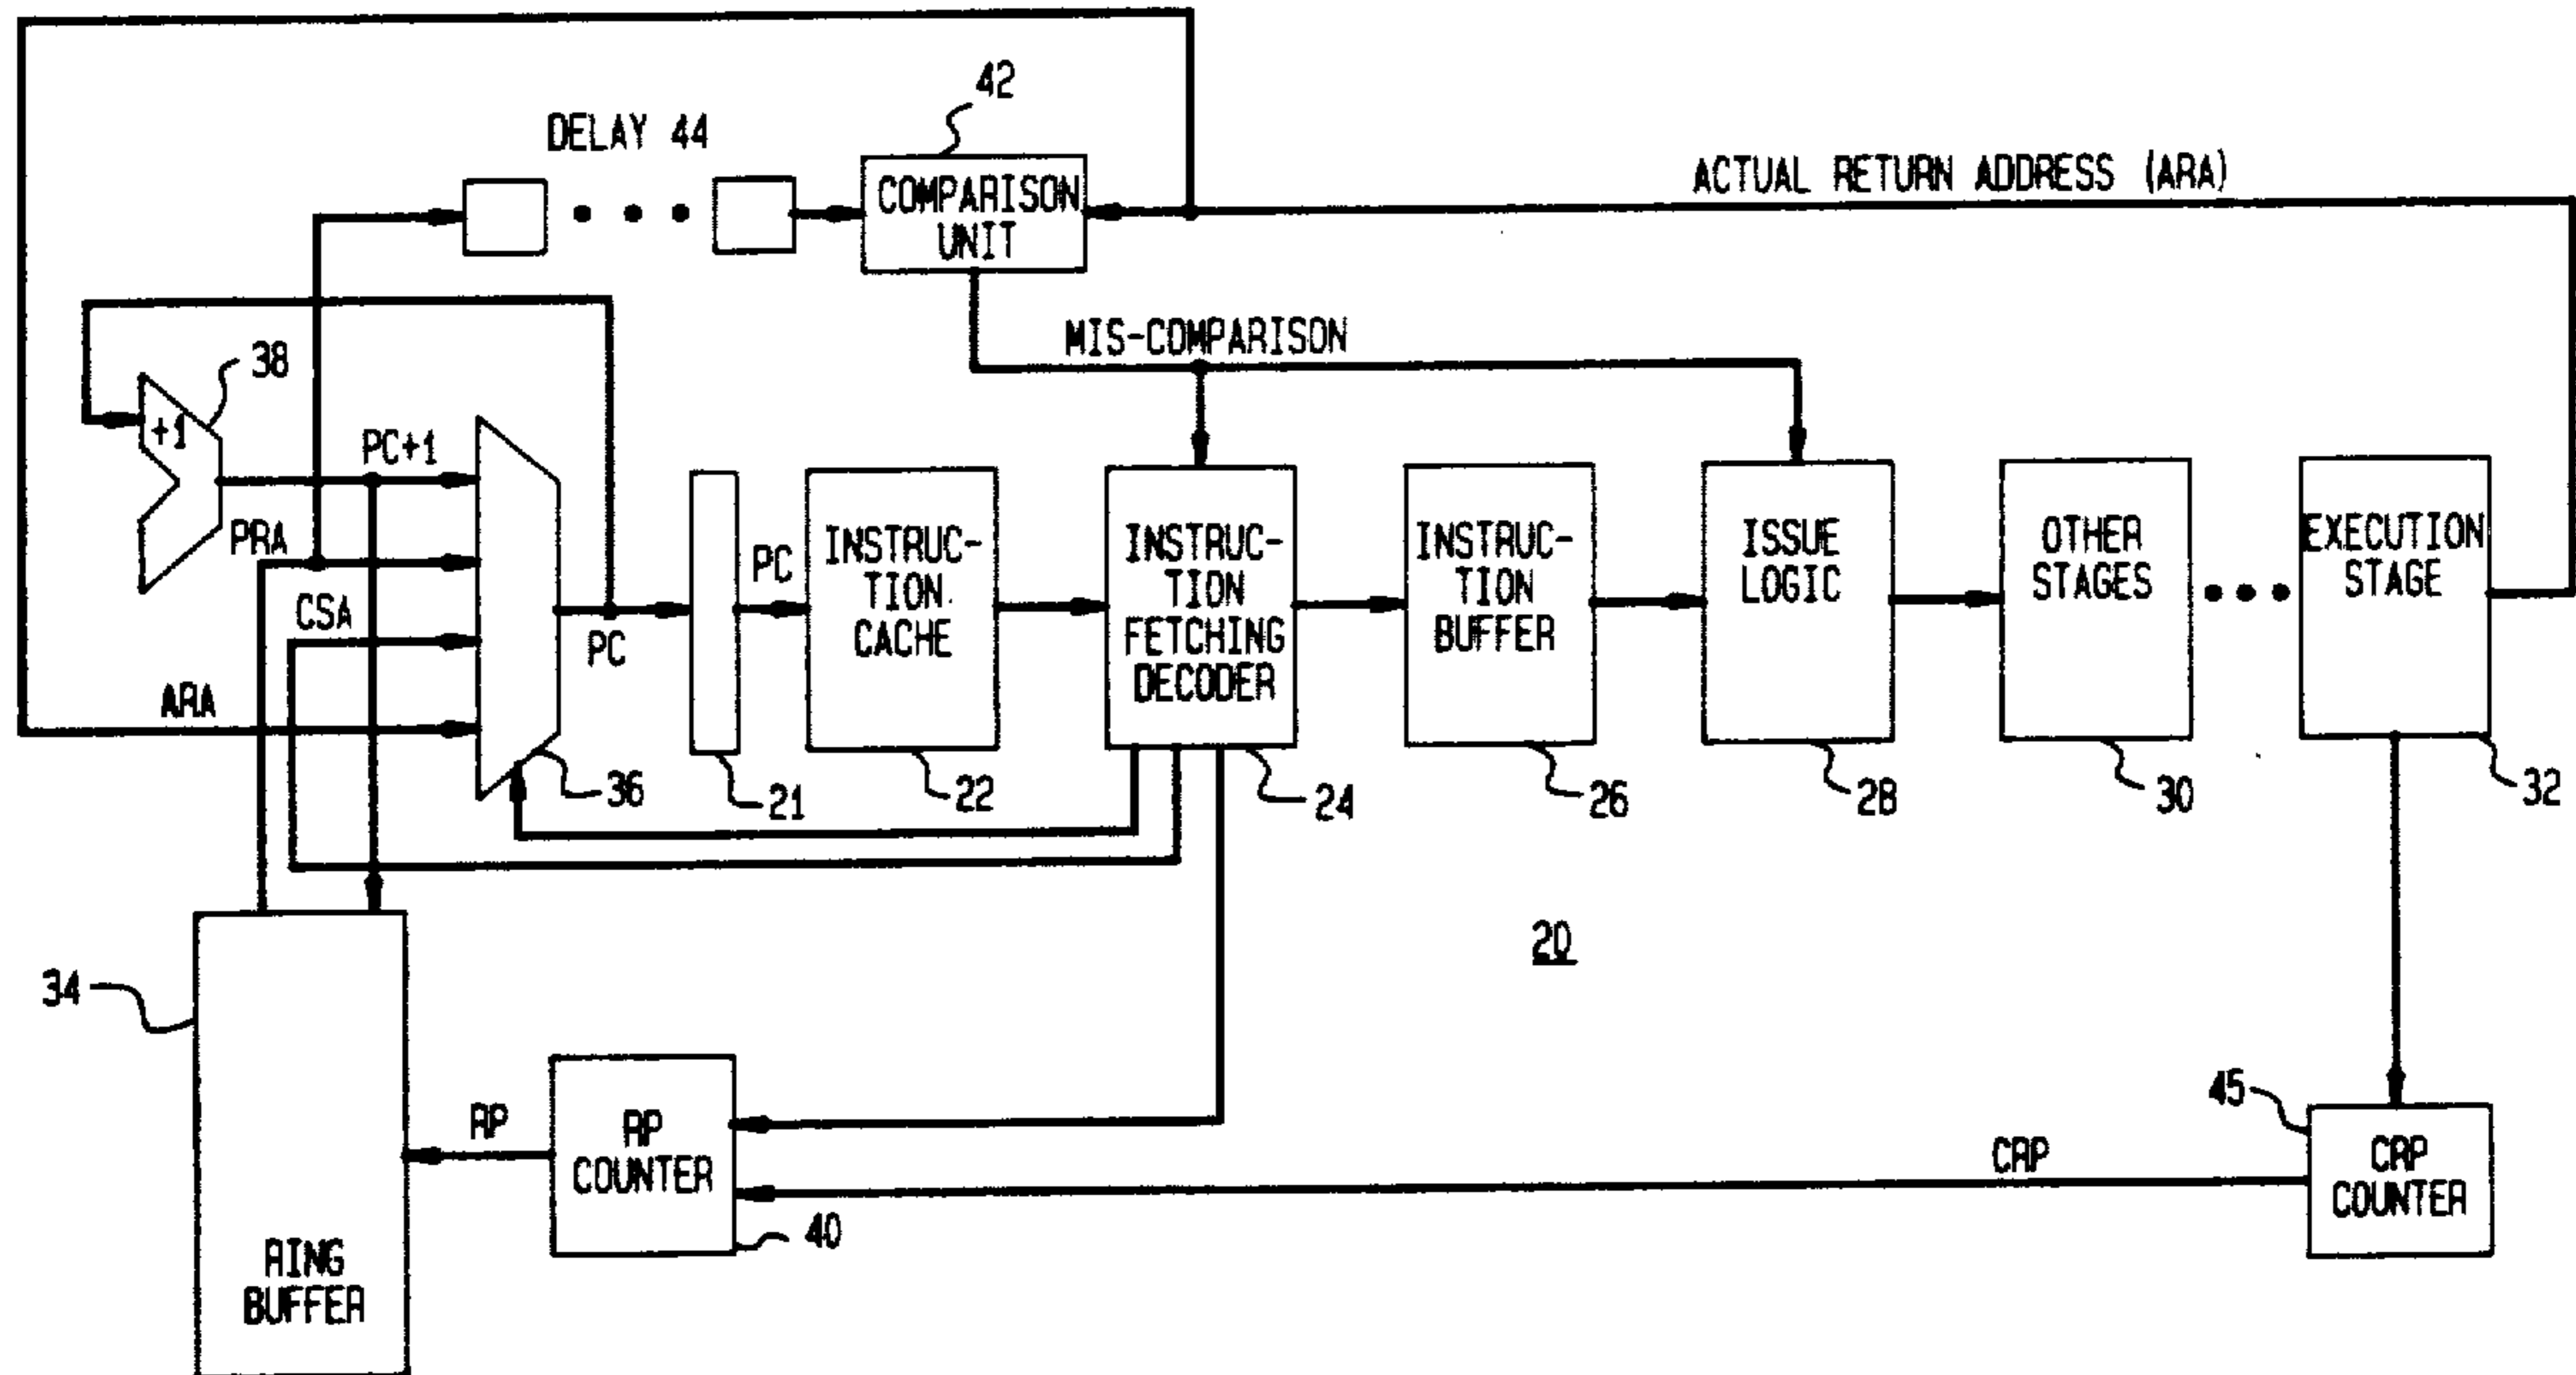 42
DELAY 44
COMPARISON
UNIT
ACTUAL RETURN ADDRESS (ARA)
MIS-COMPARISON
38
+1
PC+1
PRA
CSA
ARA
PC
PC
36
21
INSTRUC-
TION
CACHE
22
INSTRUC-
TION
FETCHING
DECODER
24
INSTRUC-
TION
BUFFER
26
ISSUE
LOGIC
28
OTHER
STAGES
30
EXECUTION
STAGE
32
20
34
RING
BUFFER
RP
RP
COUNTER
40
CRP
45
CRP
COUNTER